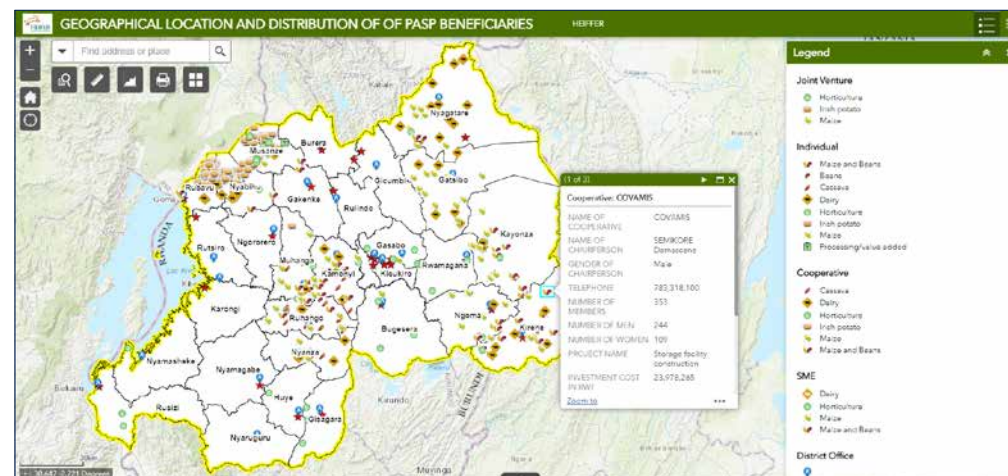 GEOGRAPHICAL LOCATION AND DISTRIBUTION OF OF PASP BENEFICIARIES
HEIFFER
Find address or place
Legend
Joint Venture
Horticulture
Irish potato
Maize
Individual
Maize and Beans
Beans
Cassava
Dairy
Horticulture
Irish potato
Maize
Processing/value added
Cooperative
Cassava
Dairy
Horticulture
Irish potato
Maize
Maize and Beans
SME
Dairy
Horticulture
Maize
Maize and Beans
District Office
(1 of 3)
Cooperative: COVAMIS
NAME OF COVAMIS
COOPERATIVE
NAME OF SEMIKORE
CHAIRPERSON Damascene
GENDER OF Male
CHAIRPERSON
TELEPHONE 783,318,100
NUMBER OF 353
MEMBERS
NUMBER OF MEN 244
NUMBER OF WOMEN 109
PROJECT NAME Storage facility
construction
INVESTMENT COST 23,978,265
IN RWF
Zoom to
Nyagatare
Burera
Musanze
Rubavu
Nyabihu
Gakenke
Gicumbi
Gatsibo
Rulindo
Goma
RWANDA
Rutsiro
Ngororero
Gasabo
Kayonza
Muhanga
Kamonyi
Kicukiro
Rwamagana
Karongi
Ruhango
Bugesera
Ngoma
Kirehe
Nyanza
Nyamasheke
Nyamagabe
Huye
Rusizi
Gisagara
Nyaruguru
Bukavu
Kirundo
BURUNDI
Muyinga
Kabale